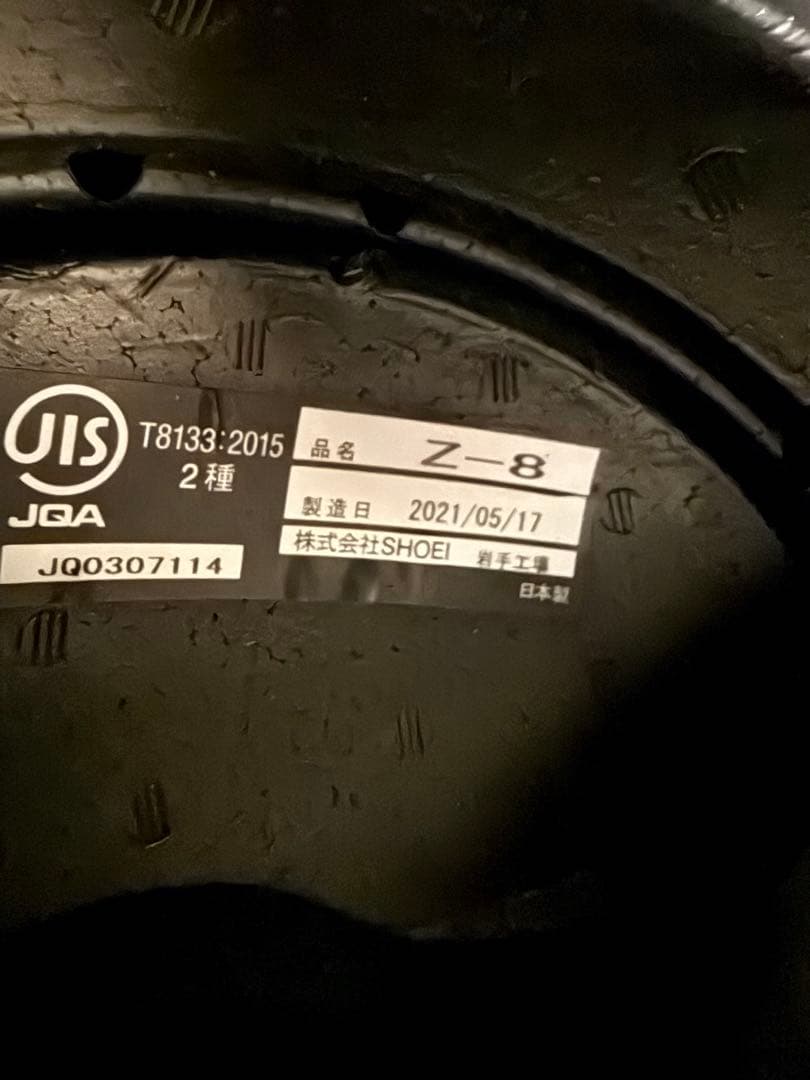 JIS
JQA
T8133:2015
2種
JQ0307114
品名 Z-8
製造日 2021/05/17
株式会社SHOEI 岩手工場
日本製